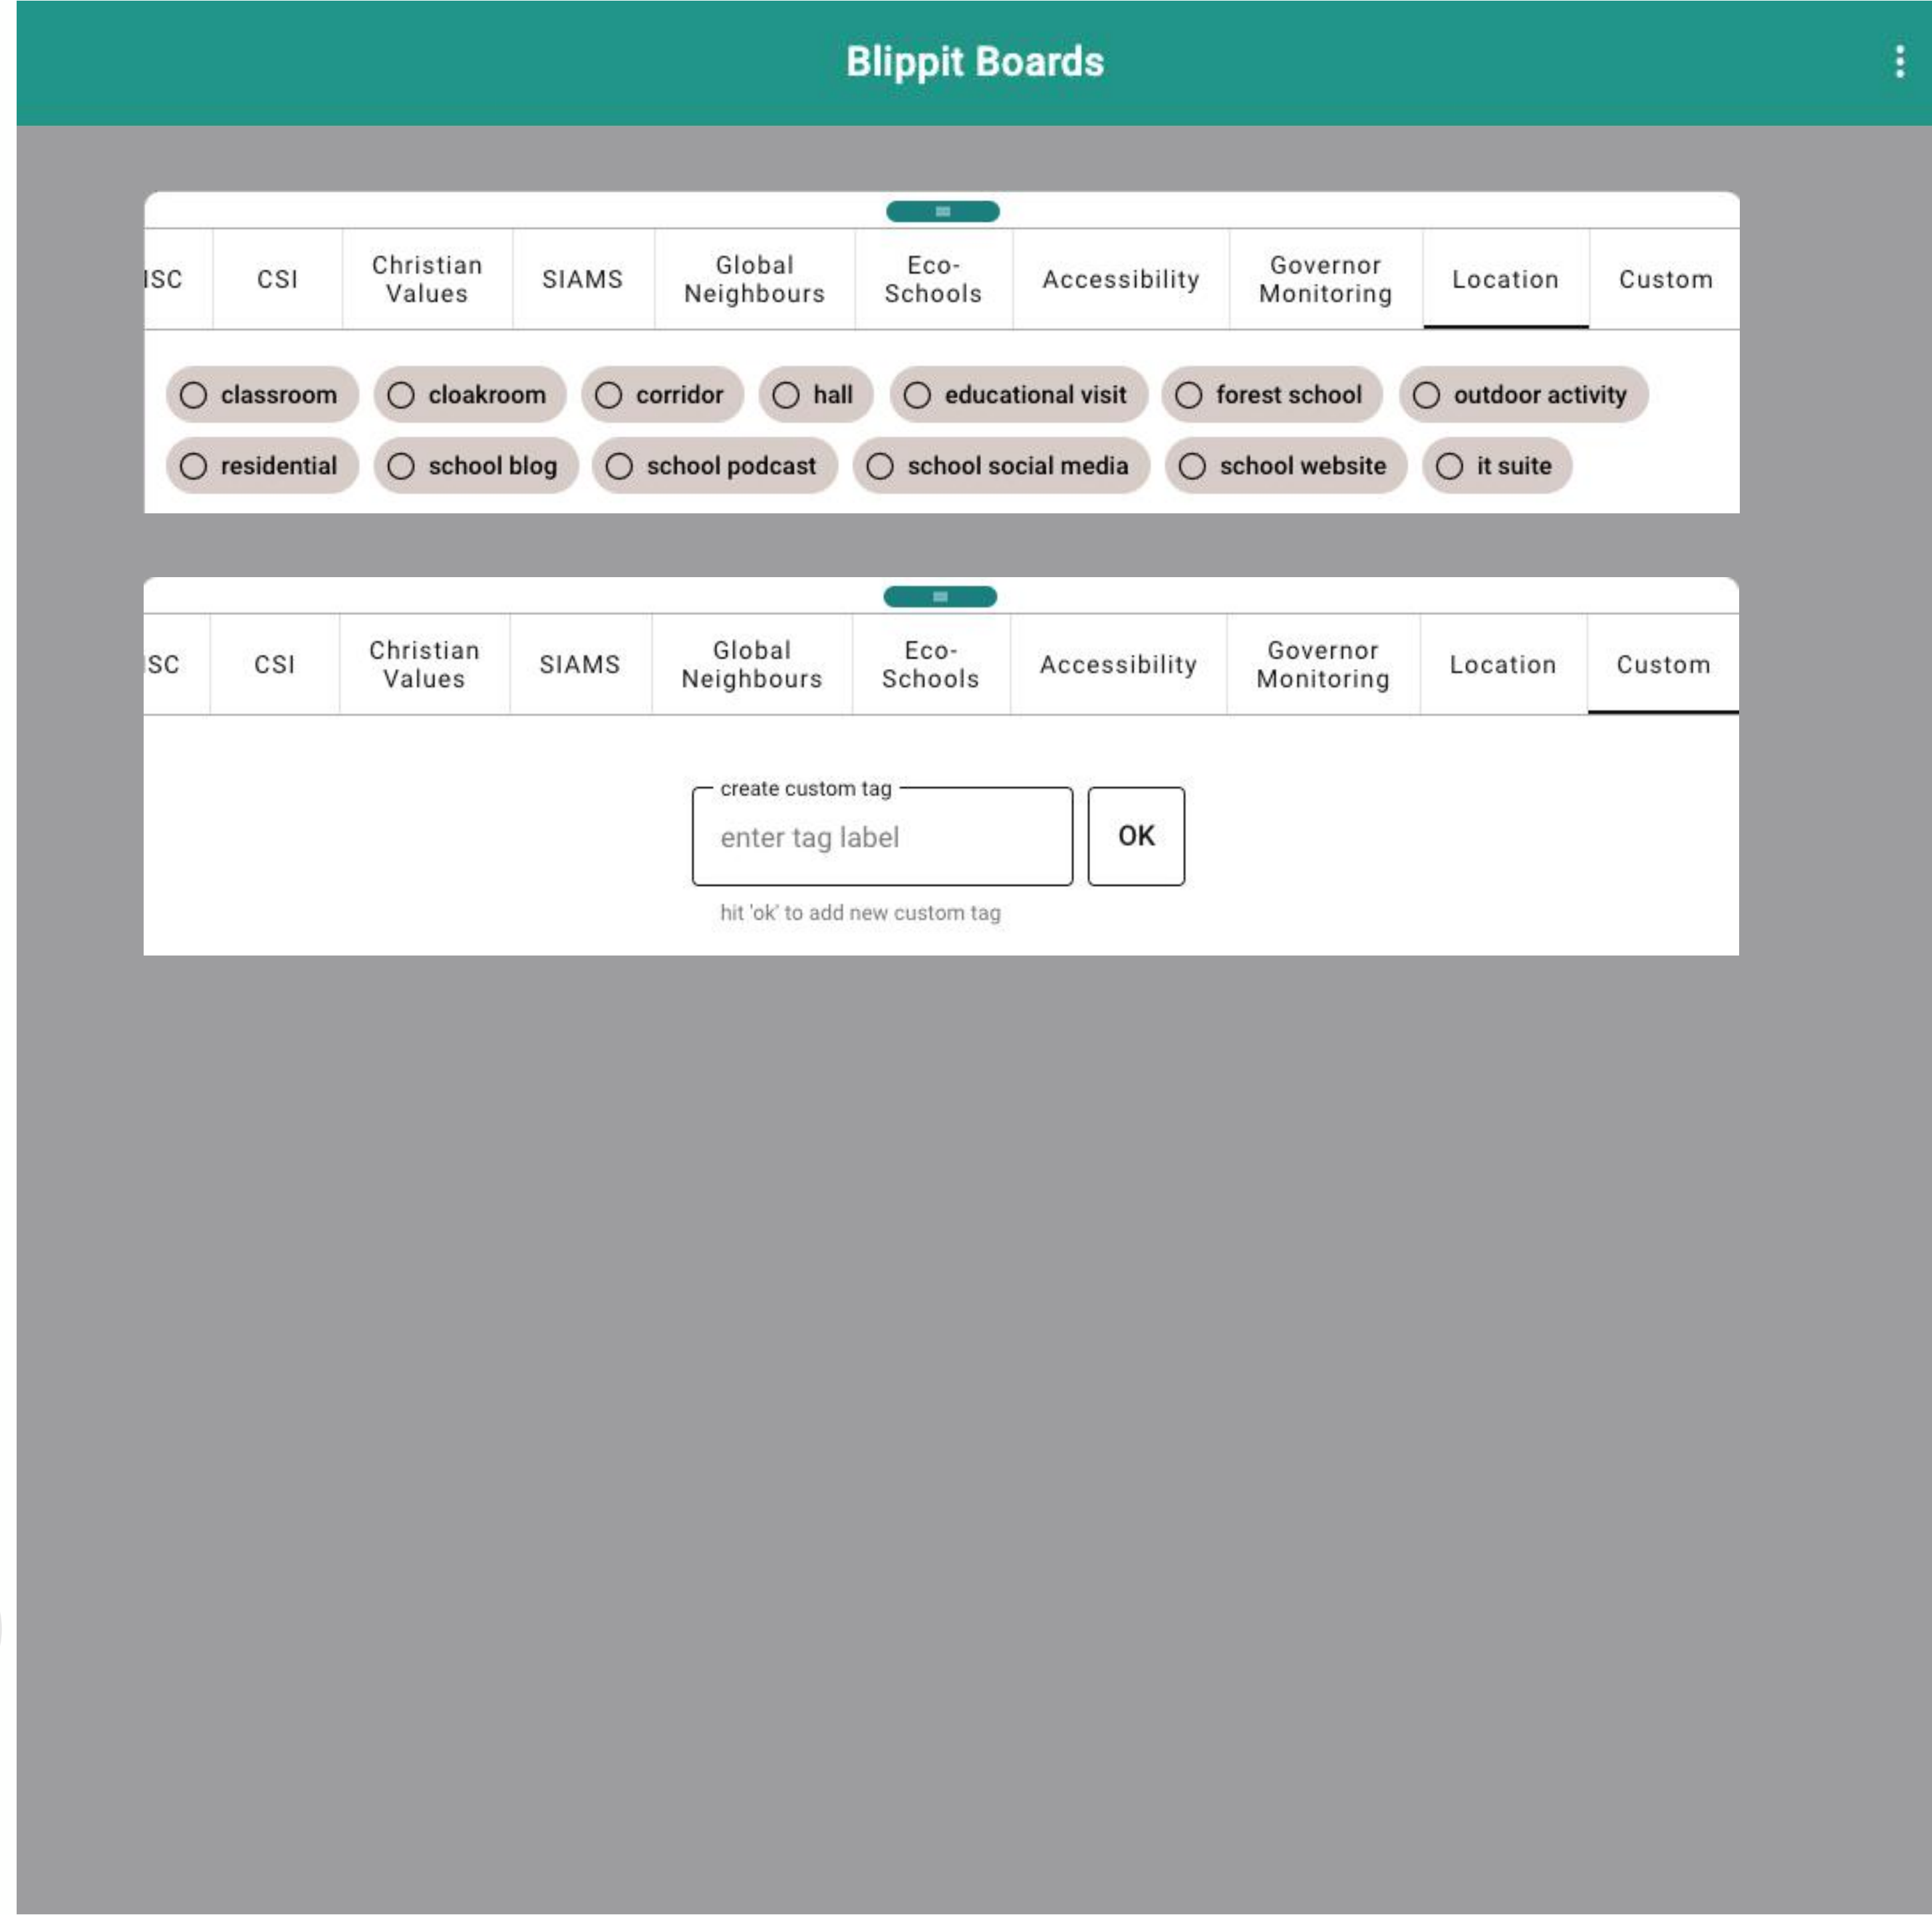 Blippit Boards
CSI
Christian
Values
SIAMS
Global
Neighbours
Eco-
Schools
Accessibility
Governor
Monitoring
Location
Custom
classroom cloakroom corridor hall educational visit forest school outdoor activity
residential school blog school podcast school social media school website it suite
SC
CSI
Christian
Values
SIAMS
Global
Neighbours
Eco-
Schools
Accessibility
Governor
Monitoring
Location
Custom
create custom tag
enter tag label
OK
hit 'ok' to add new custom tag